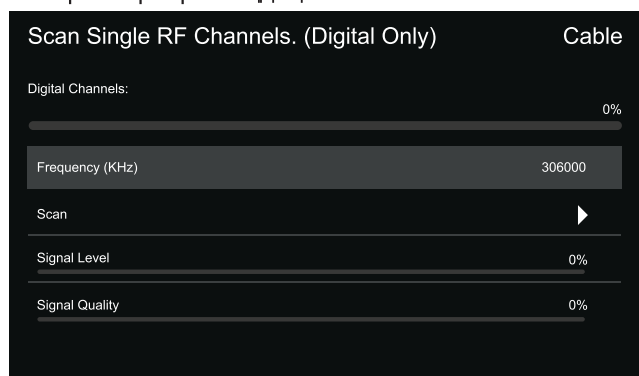 Scan Single RF Channels. (Digital Only) Cable
Digital Channels:
0%
Frequency (KHz) 306000
Scan
Signal Level 0%
Signal Quality 0%